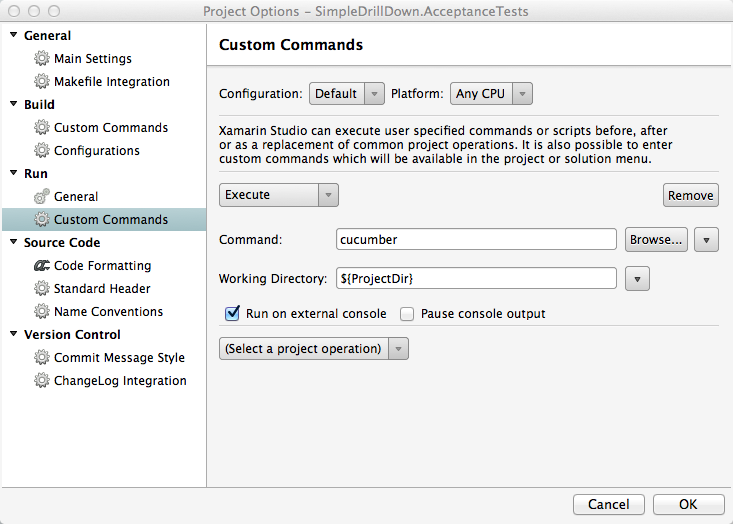 Project Options – SimpleDrillDown.AcceptanceTests
General
Main Settings
Makefile Integration
Build
Custom Commands
Configurations
Run
General
Custom Commands
Source Code
Code Formatting
Standard Header
Name Conventions
Version Control
Commit Message Style
ChangeLog Integration
Custom Commands
Configuration: Default Platform: Any CPU
Xamarin Studio can execute user specified commands or scripts before, after
or as a replacement of common project operations. It is also possible to enter
custom commands which will be available in the project or solution menu.
Execute Remove
Command: cucumber Browse...
Working Directory: ${ProjectDir}
Run on external console Pause console output
(Select a project operation)
Cancel OK